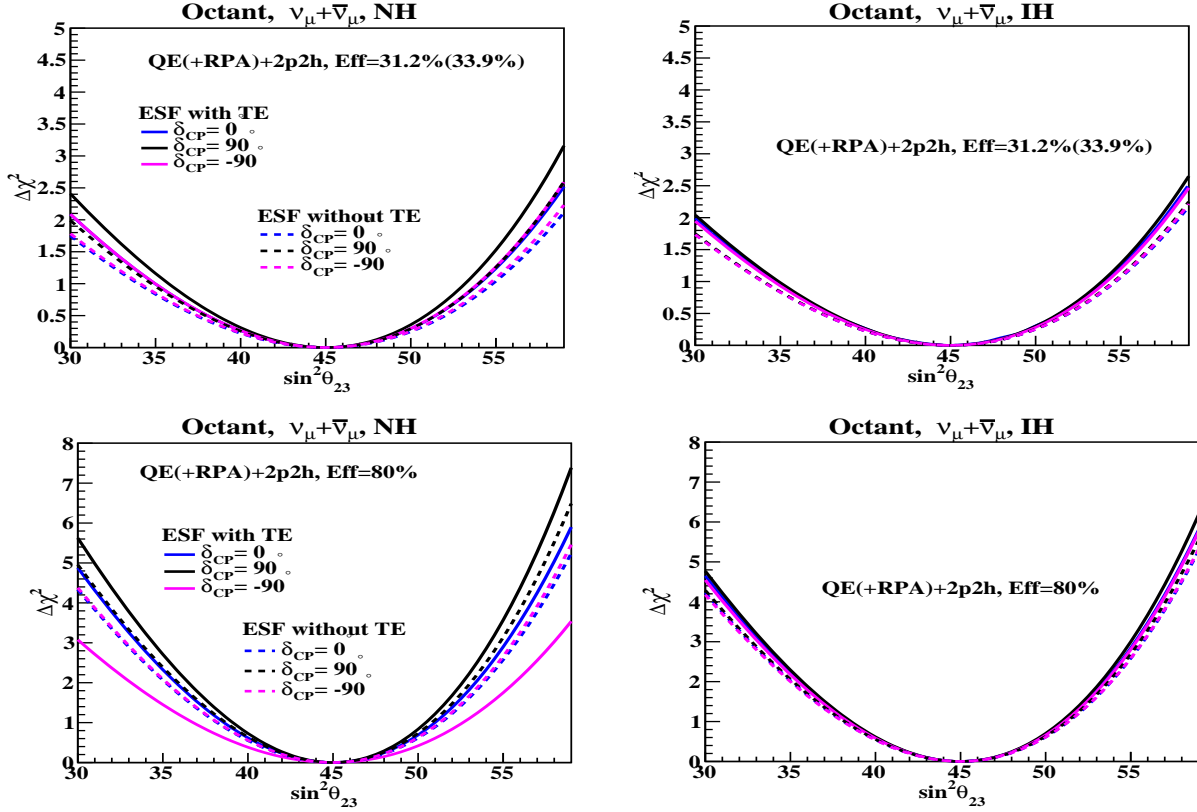 Octant, ν_μ+ν̅_μ, NH
5
4.5
4
3.5
3
2.5
2
1.5
1
0.5
0
Δχ²
QE(+RPA)+2p2h, Eff=31.2%(33.9%)
ESF with TE
δ_CP= 0 °
δ_CP= 90 °
δ_CP= -90
ESF without TE
δ_CP= 0 °
δ_CP= 90 °
δ_CP= -90
30 35 40 45 50 55
sin²θ₂₃
Octant, ν_μ+ν̅_μ, IH
5
4.5
4
3.5
3
2.5
2
1.5
1
0.5
0
Δχ²
QE(+RPA)+2p2h, Eff=31.2%(33.9%)
30 35 40 45 50 55
sin²θ₂₃
Octant, ν_μ+ν̅_μ, NH
8
7
6
5
4
3
2
1
0
Δχ²
QE(+RPA)+2p2h, Eff=80%
ESF with TE
δ_CP= 0 °
δ_CP= 90 °
δ_CP= -90
ESF without TE
δ_CP= 0 °
δ_CP= 90 °
δ_CP= -90
30 35 40 45 50 55
sin²θ₂₃
Octant, ν_μ+ν̅_μ, IH
8
7
6
5
4
3
2
1
0
Δχ²
QE(+RPA)+2p2h, Eff=80%
30 35 40 45 50 55
sin²θ₂₃